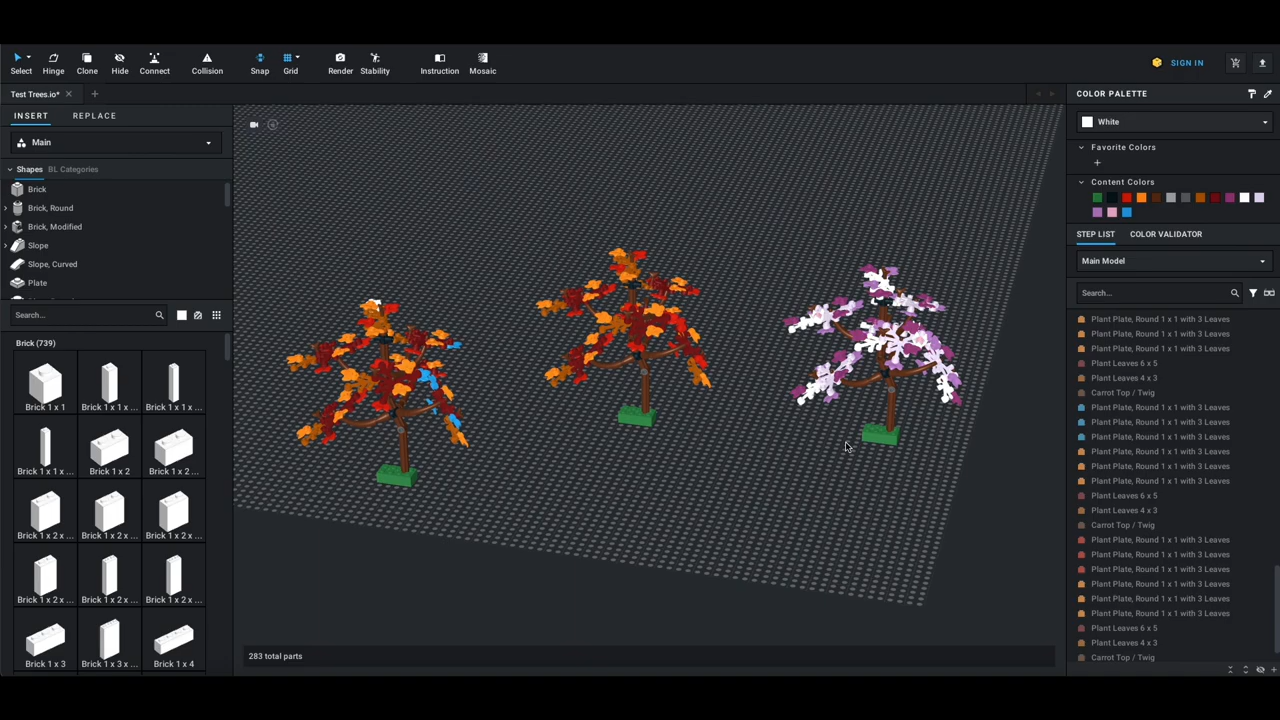 Select
Hinge
Clone
Hide
Connect
Collision
Snap
Grid
Render
Stability
Instruction
Mosaic
SIGN IN
Test Trees.io*
INSERT
REPLACE
Main
Shapes
BL Categories
Brick
Brick, Round
Brick, Modified
Slope
Slope, Curved
Plate
Search...
Brick (739)
Brick 1 x 1
Brick 1 x 1 x ...
Brick 1 x 1 x ...
Brick 1 x 1 x ...
Brick 1 x 2
Brick 1 x 2 ...
Brick 1 x 2 x ...
Brick 1 x 2 x ...
Brick 1 x 2 x ...
Brick 1 x 2 x ...
Brick 1 x 2 x ...
Brick 1 x 2 x ...
Brick 1 x 3
Brick 1 x 3 x ...
Brick 1 x 4
283 total parts
COLOR PALETTE
White
Favorite Colors
Content Colors
STEP LIST
COLOR VALIDATOR
Main Model
Search...
Plant Plate, Round 1 x 1 with 3 Leaves
Plant Plate, Round 1 x 1 with 3 Leaves
Plant Plate, Round 1 x 1 with 3 Leaves
Plant Leaves 6 x 5
Plant Leaves 4 x 3
Carrot Top / Twig
Plant Plate, Round 1 x 1 with 3 Leaves
Plant Plate, Round 1 x 1 with 3 Leaves
Plant Plate, Round 1 x 1 with 3 Leaves
Plant Plate, Round 1 x 1 with 3 Leaves
Plant Plate, Round 1 x 1 with 3 Leaves
Plant Plate, Round 1 x 1 with 3 Leaves
Plant Leaves 6 x 5
Plant Leaves 4 x 3
Carrot Top / Twig
Plant Plate, Round 1 x 1 with 3 Leaves
Plant Plate, Round 1 x 1 with 3 Leaves
Plant Plate, Round 1 x 1 with 3 Leaves
Plant Plate, Round 1 x 1 with 3 Leaves
Plant Plate, Round 1 x 1 with 3 Leaves
Plant Plate, Round 1 x 1 with 3 Leaves
Plant Leaves 6 x 5
Plant Leaves 4 x 3
Carrot Top / Twig